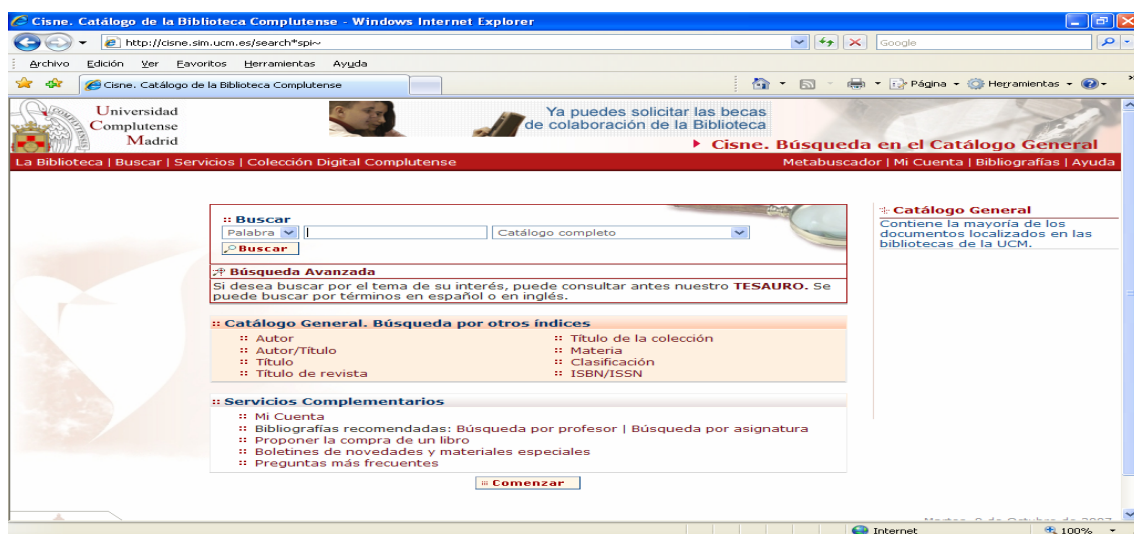 Cisne. Catálogo de la Biblioteca Complutense - Windows Internet Explorer
http://cisne.sim.ucm.es/search*spi~
Google
Archivo Edición Ver Favoritos Herramientas Ayuda
Cisne. Catálogo de la Biblioteca Complutense
Página Herramientas
Universidad
Complutense
Madrid
Ya puedes solicitar las becas
de colaboración de la Biblioteca
Cisne. Búsqueda en el Catálogo General
La Biblioteca | Buscar | Servicios | Colección Digital Complutense
Metabuscador | Mi Cuenta | Bibliografías | Ayuda
:: Buscar
Palabra
Catálogo completo
Buscar
Búsqueda Avanzada
Si desea buscar por el tema de su interés, puede consultar antes nuestro TESAURO. Se
puede buscar por términos en español o en inglés.
Catálogo General
Contiene la mayoría de los
documentos localizados en las
bibliotecas de la UCM.
:: Catálogo General. Búsqueda por otros índices
:: Autor
:: Autor/Título
:: Título
:: Título de revista
:: Título de la colección
:: Materia
:: Clasificación
:: ISBN/ISSN
:: Servicios Complementarios
:: Mi Cuenta
:: Bibliografías recomendadas: Búsqueda por profesor | Búsqueda por asignatura
:: Proponer la compra de un libro
:: Boletines de novedades y materiales especiales
:: Preguntas más frecuentes
:: Comenzar
Internet
100%